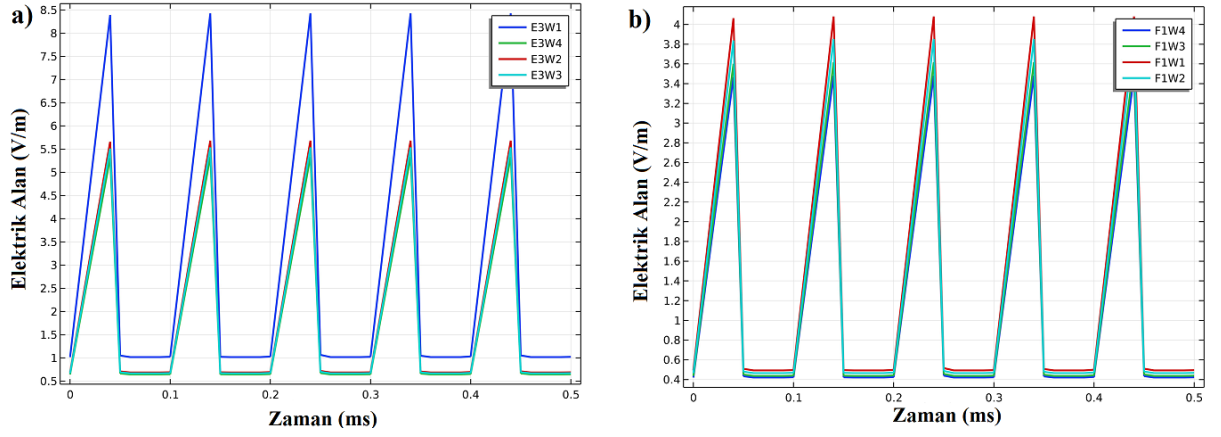 a)
8.5
8
7.5
7
6.5
6
5.5
5
4.5
4
3.5
3
2.5
2
1.5
1
0.5
Elektrik Alan (V/m)
E3W1
E3W4
E3W2
E3W3
0 0.1 0.2 0.3 0.4 0.5
Zaman (ms)
b)
4
3.8
3.6
3.4
3.2
3
2.8
2.6
2.4
2.2
2
1.8
1.6
1.4
1.2
1
0.8
0.6
0.4
Elektrik Alan (V/m)
F1W4
F1W3
F1W1
F1W2
0 0.1 0.2 0.3 0.4 0.5
Zaman (ms)